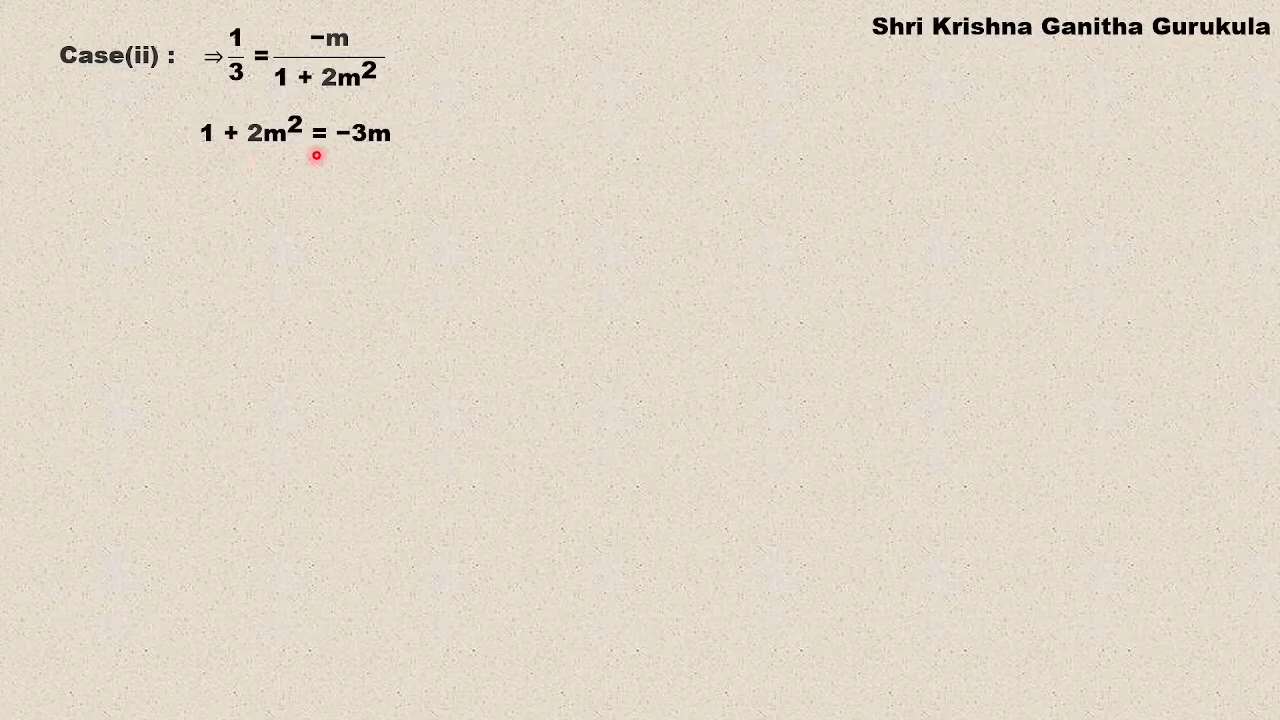 Shri Krishna Ganitha Gurukula
Case(ii) : ⇒ 1/3 = −m/(1 + 2m²)
1 + 2m² = −3m